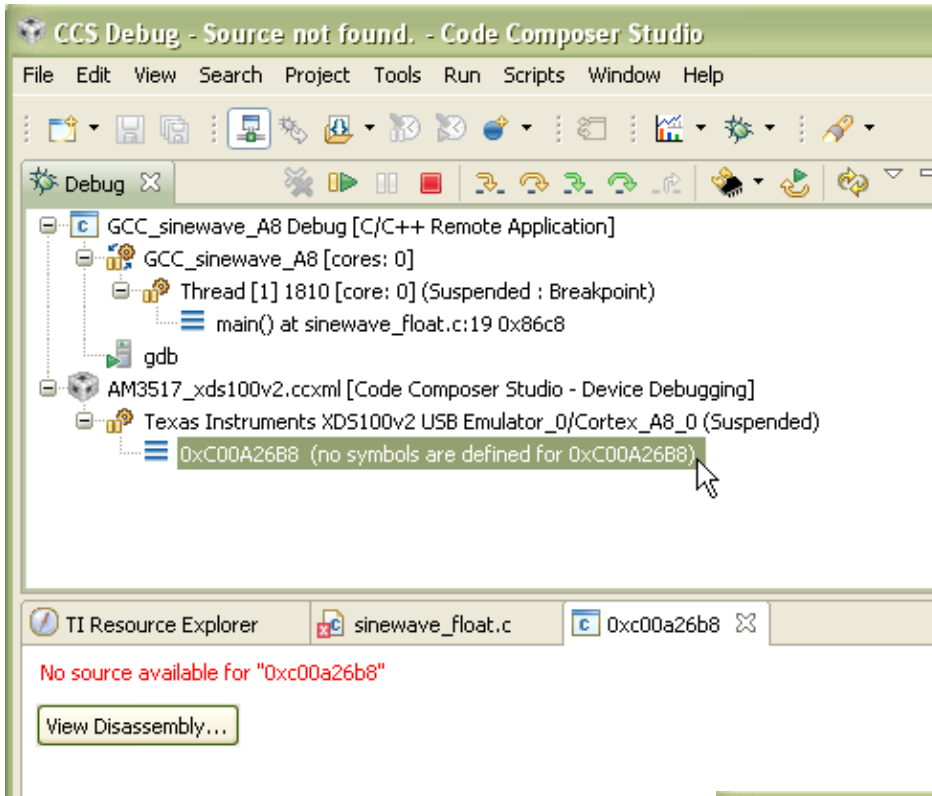 CCS Debug - Source not found. - Code Composer Studio
File Edit View Search Project Tools Run Scripts Window Help
Debug
GCC_sinewave_A8 Debug [C/C++ Remote Application]
GCC_sinewave_A8 [cores: 0]
Thread [1] 1810 [core: 0] (Suspended : Breakpoint)
main() at sinewave_float.c:19 0x86c8
gdb
AM3517_xds100v2.ccxml [Code Composer Studio - Device Debugging]
Texas Instruments XDS100v2 USB Emulator_0/Cortex_A8_0 (Suspended)
0xC00A26B8 (no symbols are defined for 0xC00A26B8)
TI Resource Explorer sinewave_float.c 0xc00a26b8
No source available for "0xc00a26b8"
View Disassembly...